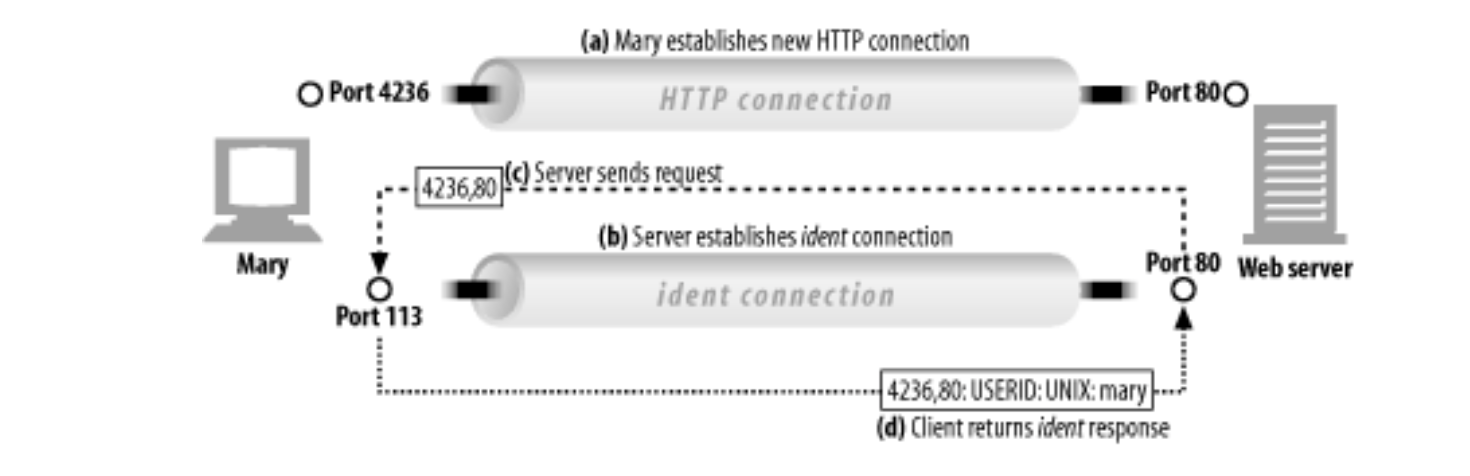 (a) Mary establishes new HTTP connection
Port 4236
HTTP connection
Port 80
4236,80
(c) Server sends request
(b) Server establishes ident connection
Mary
Port 80
Web server
ident connection
Port 113
4236,80: USERID: UNIX: mary
(d) Client returns ident response